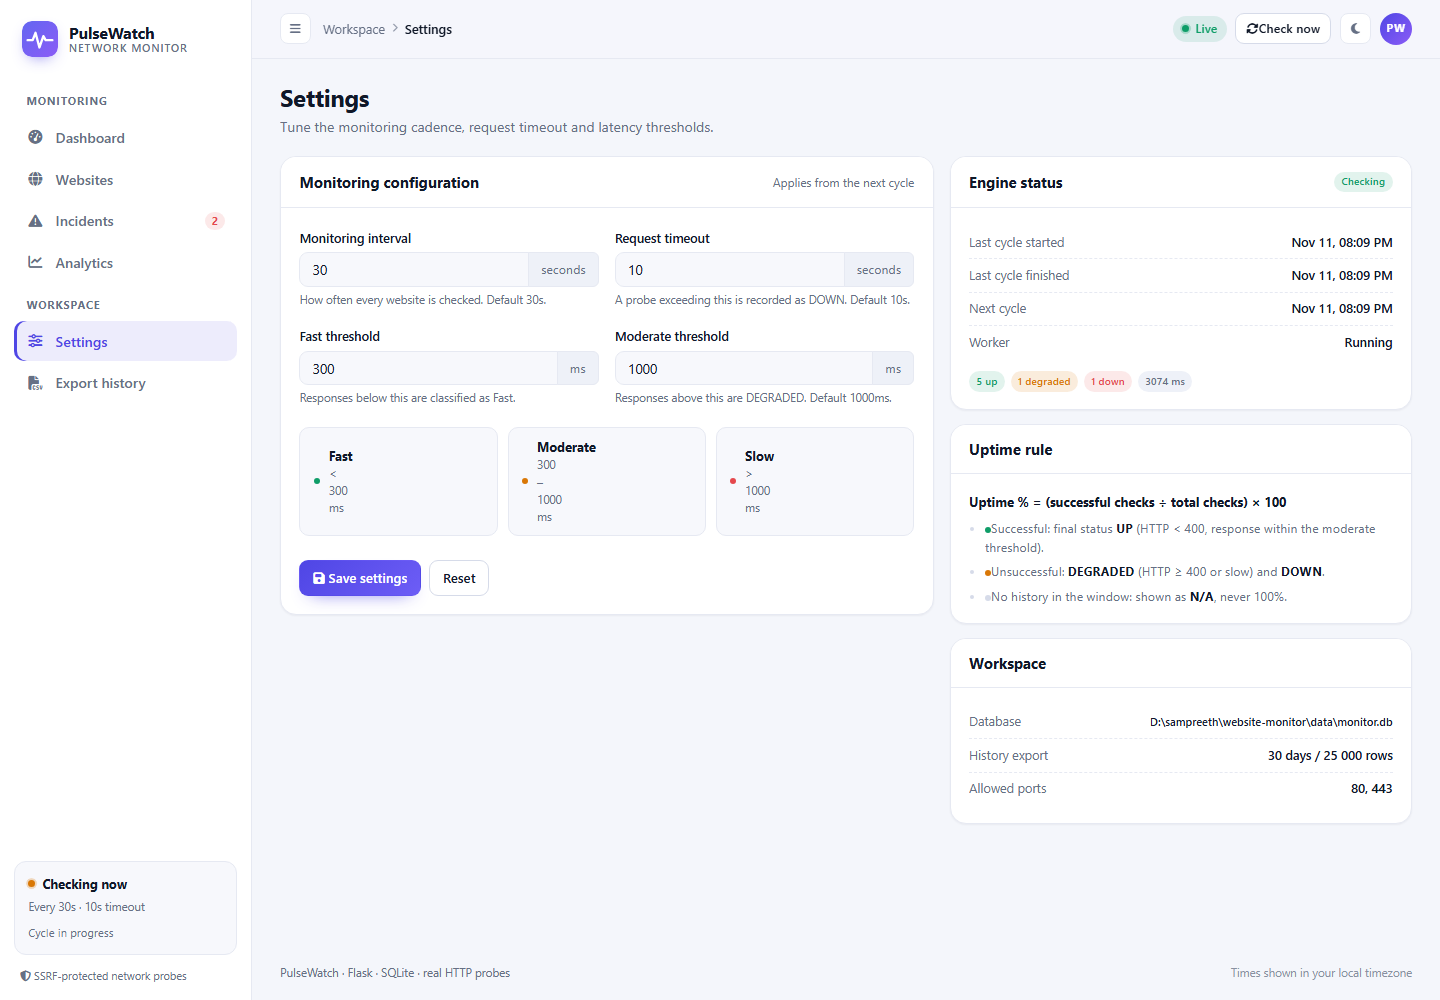 PulseWatch
NETWORK MONITOR
MONITORING
Dashboard
Websites
Incidents 2
Analytics
WORKSPACE
Settings
Export history
Checking now
Every 30s · 10s timeout
Cycle in progress
SSRF-protected network probes
Workspace > Settings
Live
Check now
PW
Settings
Tune the monitoring cadence, request timeout and latency thresholds.
Monitoring configuration
Applies from the next cycle
Monitoring interval
30 seconds
How often every website is checked. Default 30s.
Request timeout
10 seconds
A probe exceeding this is recorded as DOWN. Default 10s.
Fast threshold
300 ms
Responses below this are classified as Fast.
Moderate threshold
1000 ms
Responses above this are DEGRADED. Default 1000ms.
Fast
<
300
ms
Moderate
300
–
1000
ms
Slow
>
1000
ms
Save settings
Reset
Engine status
Checking
Last cycle started Nov 11, 08:09 PM
Last cycle finished Nov 11, 08:09 PM
Next cycle Nov 11, 08:09 PM
Worker Running
5 up 1 degraded 1 down 3074 ms
Uptime rule
Uptime % = (successful checks ÷ total checks) × 100
Successful: final status UP (HTTP < 400, response within the moderate
threshold).
Unsuccessful: DEGRADED (HTTP ≥ 400 or slow) and DOWN.
No history in the window: shown as N/A, never 100%.
Workspace
Database D:\sampreeth\website-monitor\data\monitor.db
History export 30 days / 25 000 rows
Allowed ports 80, 443
PulseWatch · Flask · SQLite · real HTTP probes
Times shown in your local timezone